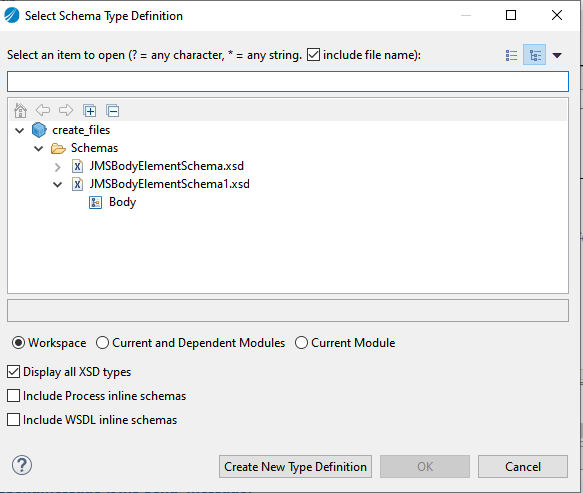 Select Schema Type Definition
Select an item to open (? = any character, * = any string. include file name):
create_files
Schemas
JMSBodyElementSchema.xsd
JMSBodyElementSchema1.xsd
Body
Workspace Current and Dependent Modules Current Module
Display all XSD types
Include Process inline schemas
Include WSDL inline schemas
? Create New Type Definition OK Cancel